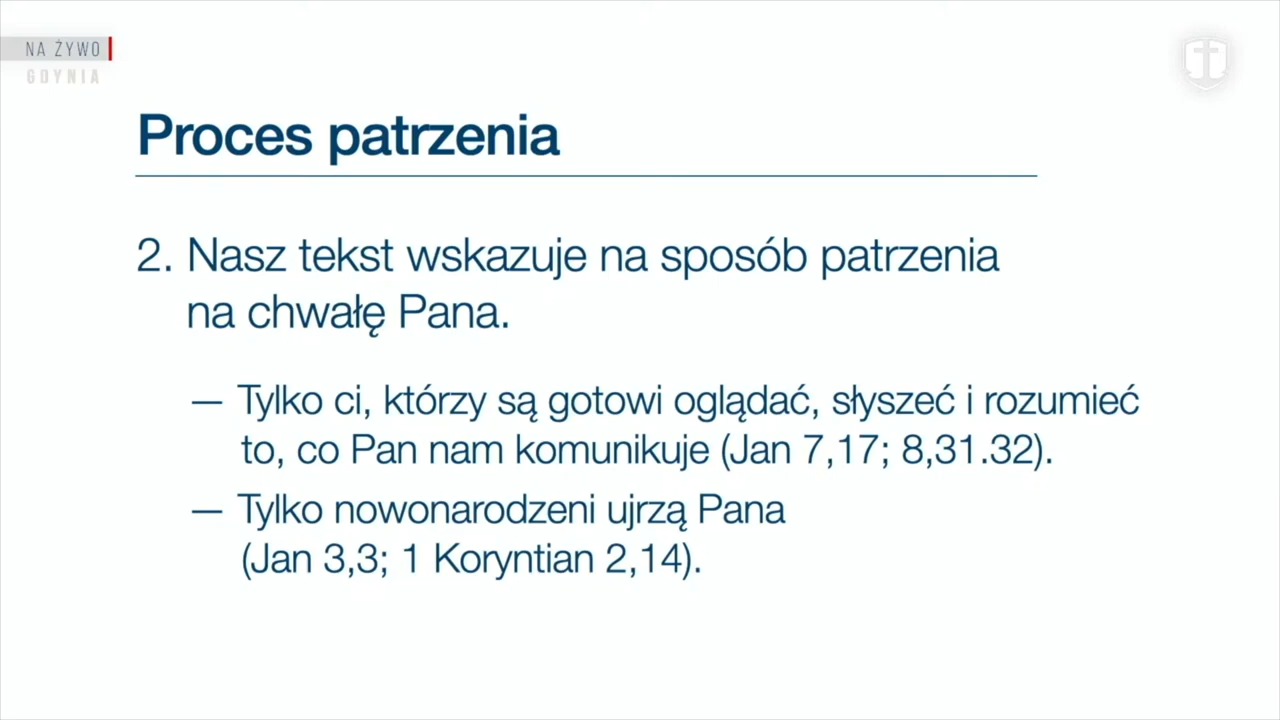 NA ŻYWO
GDYNIA
Proces patrzenia
2. Nasz tekst wskazuje na sposób patrzenia
na chwałę Pana.
— Tylko ci, którzy są gotowi oglądać, słyszeć i rozumieć
to, co Pan nam komunikuje (Jan 7,17; 8,31.32).
— Tylko nowonarodzeni ujrzą Pana
(Jan 3,3; 1 Koryntian 2,14).